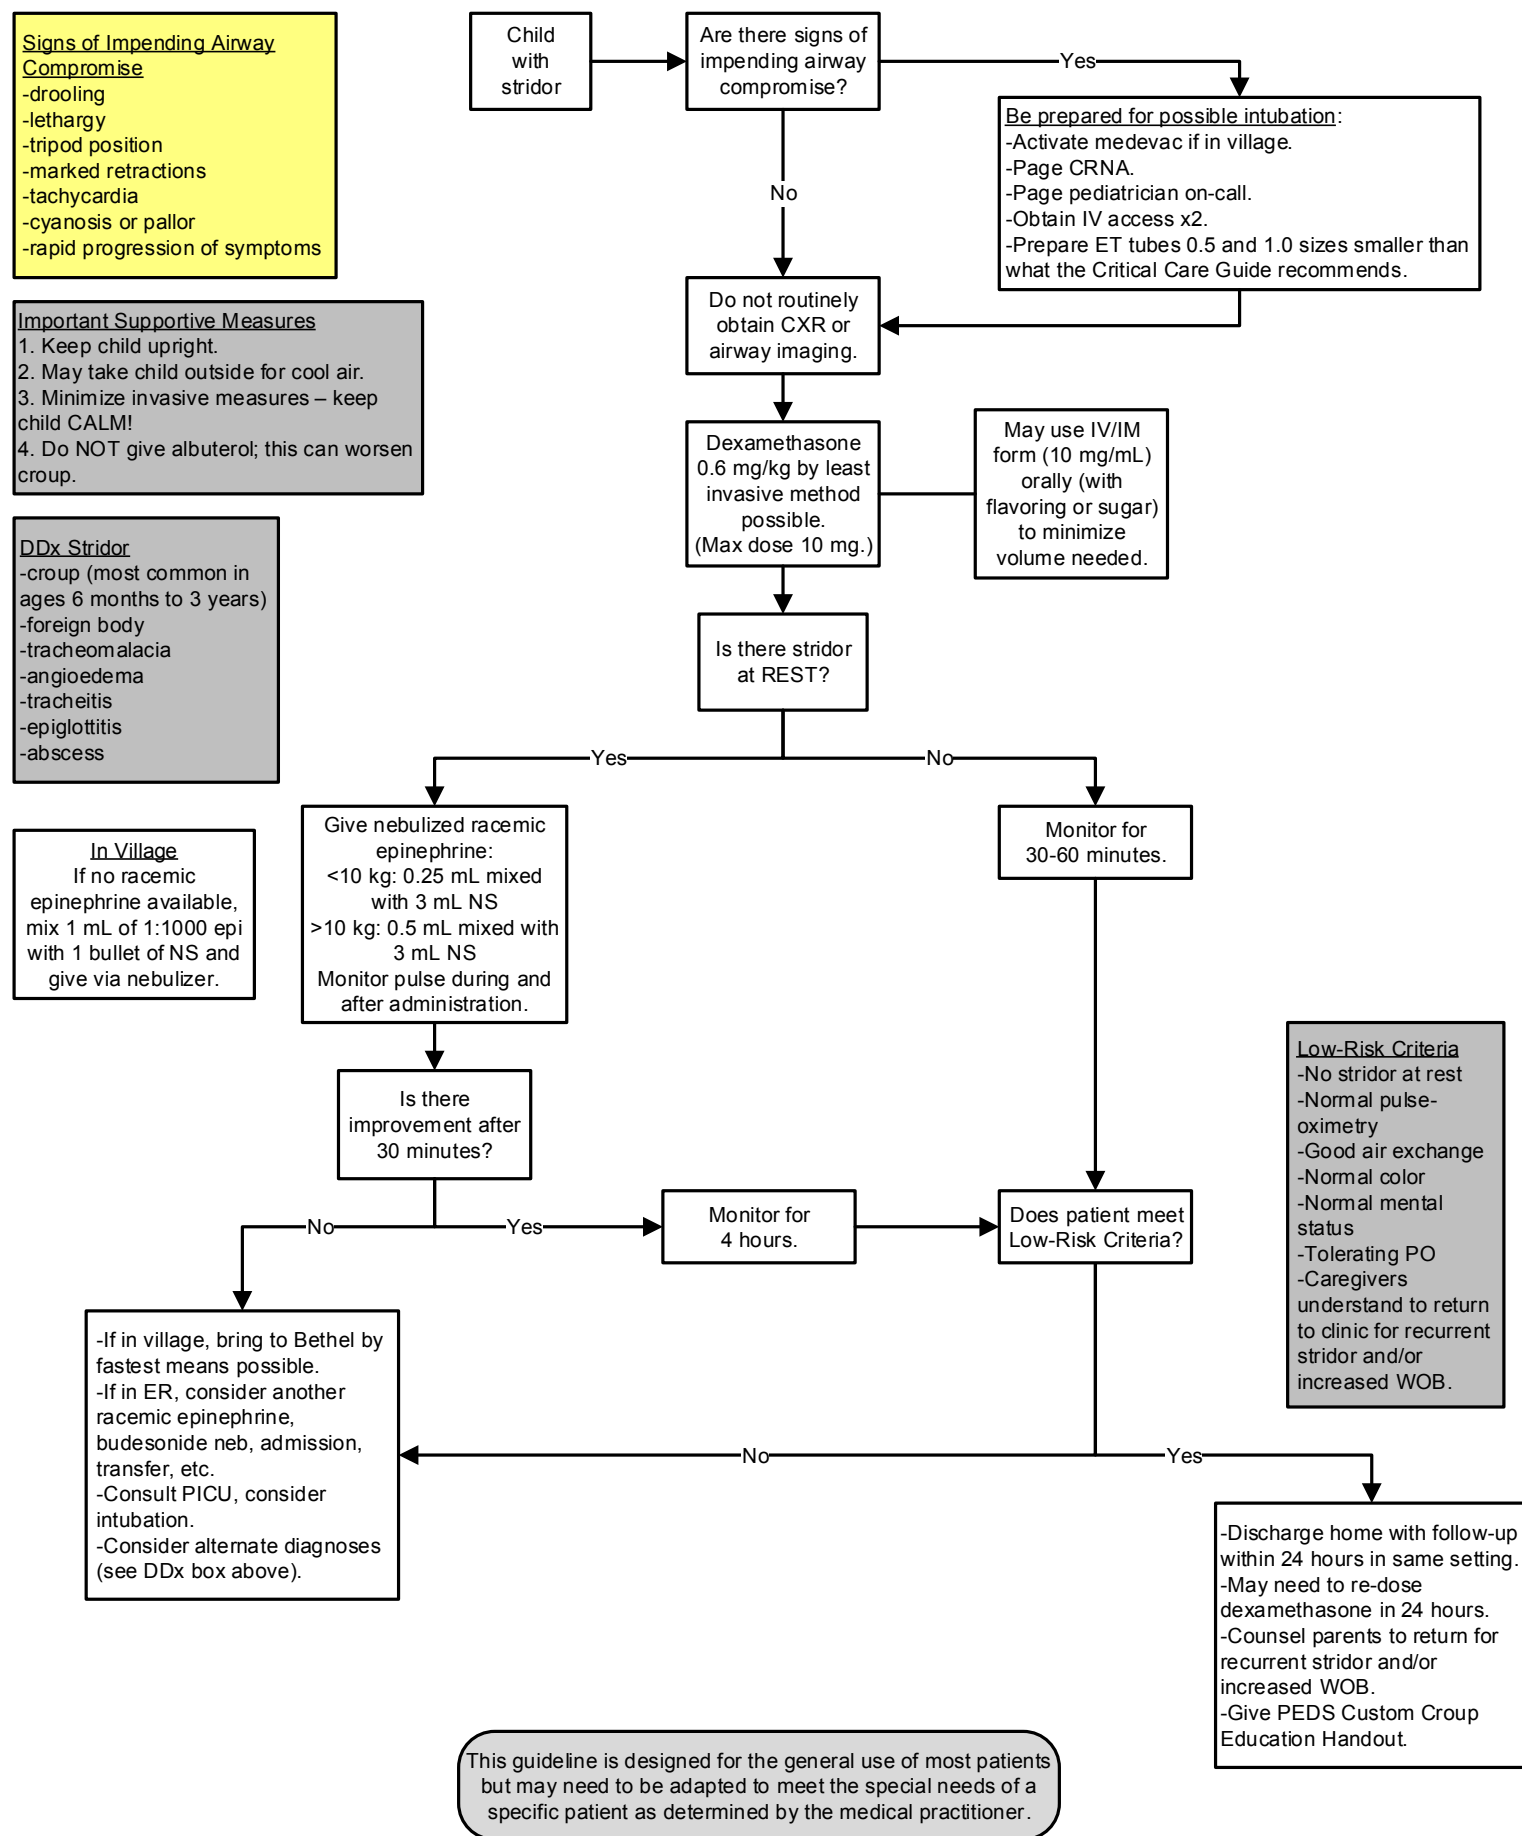 Signs of Impending Airway
Compromise
-drooling
-lethargy
-tripod position
-marked retractions
-tachycardia
-cyanosis or pallor
-rapid progression of symptoms
Child
with
stridor
Are there signs of
impending airway
compromise?
Yes
No
Be prepared for possible intubation:
-Activate medevac if in village.
-Page CRNA.
-Page pediatrician on-call.
-Obtain IV access x2.
-Prepare ET tubes 0.5 and 1.0 sizes smaller than
what the Critical Care Guide recommends.
Important Supportive Measures
1. Keep child upright.
2. May take child outside for cool air.
3. Minimize invasive measures – keep
child CALM!
4. Do NOT give albuterol; this can worsen
croup.
Do not routinely
obtain CXR or
airway imaging.
Dexamethasone
0.6 mg/kg by least
invasive method
possible.
(Max dose 10 mg.)
May use IV/IM
form (10 mg/mL)
orally (with
flavoring or sugar)
to minimize
volume needed.
DDx Stridor
-croup (most common in
ages 6 months to 3 years)
-foreign body
-tracheomalacia
-angioedema
-tracheitis
-epiglottitis
-abscess
Is there stridor
at REST?
Yes
No
In Village
If no racemic
epinephrine available,
mix 1 mL of 1:1000 epi
with 1 bullet of NS and
give via nebulizer.
Give nebulized racemic
epinephrine:
<10 kg: 0.25 mL mixed
with 3 mL NS
>10 kg: 0.5 mL mixed with
3 mL NS
Monitor pulse during and
after administration.
Monitor for
30-60 minutes.
Is there
improvement after
30 minutes?
No
Yes
Monitor for
4 hours.
Does patient meet
Low-Risk Criteria?
Low-Risk Criteria
-No stridor at rest
-Normal pulse-
oximetry
-Good air exchange
-Normal color
-Normal mental
status
-Tolerating PO
-Caregivers
understand to return
to clinic for recurrent
stridor and/or
increased WOB.
-If in village, bring to Bethel by
fastest means possible.
-If in ER, consider another
racemic epinephrine,
budesonide neb, admission,
transfer, etc.
-Consult PICU, consider
intubation.
-Consider alternate diagnoses
(see DDx box above).
No
Yes
-Discharge home with follow-up
within 24 hours in same setting.
-May need to re-dose
dexamethasone in 24 hours.
-Counsel parents to return for
recurrent stridor and/or
increased WOB.
-Give PEDS Custom Croup
Education Handout.
This guideline is designed for the general use of most patients
but may need to be adapted to meet the special needs of a
specific patient as determined by the medical practitioner.